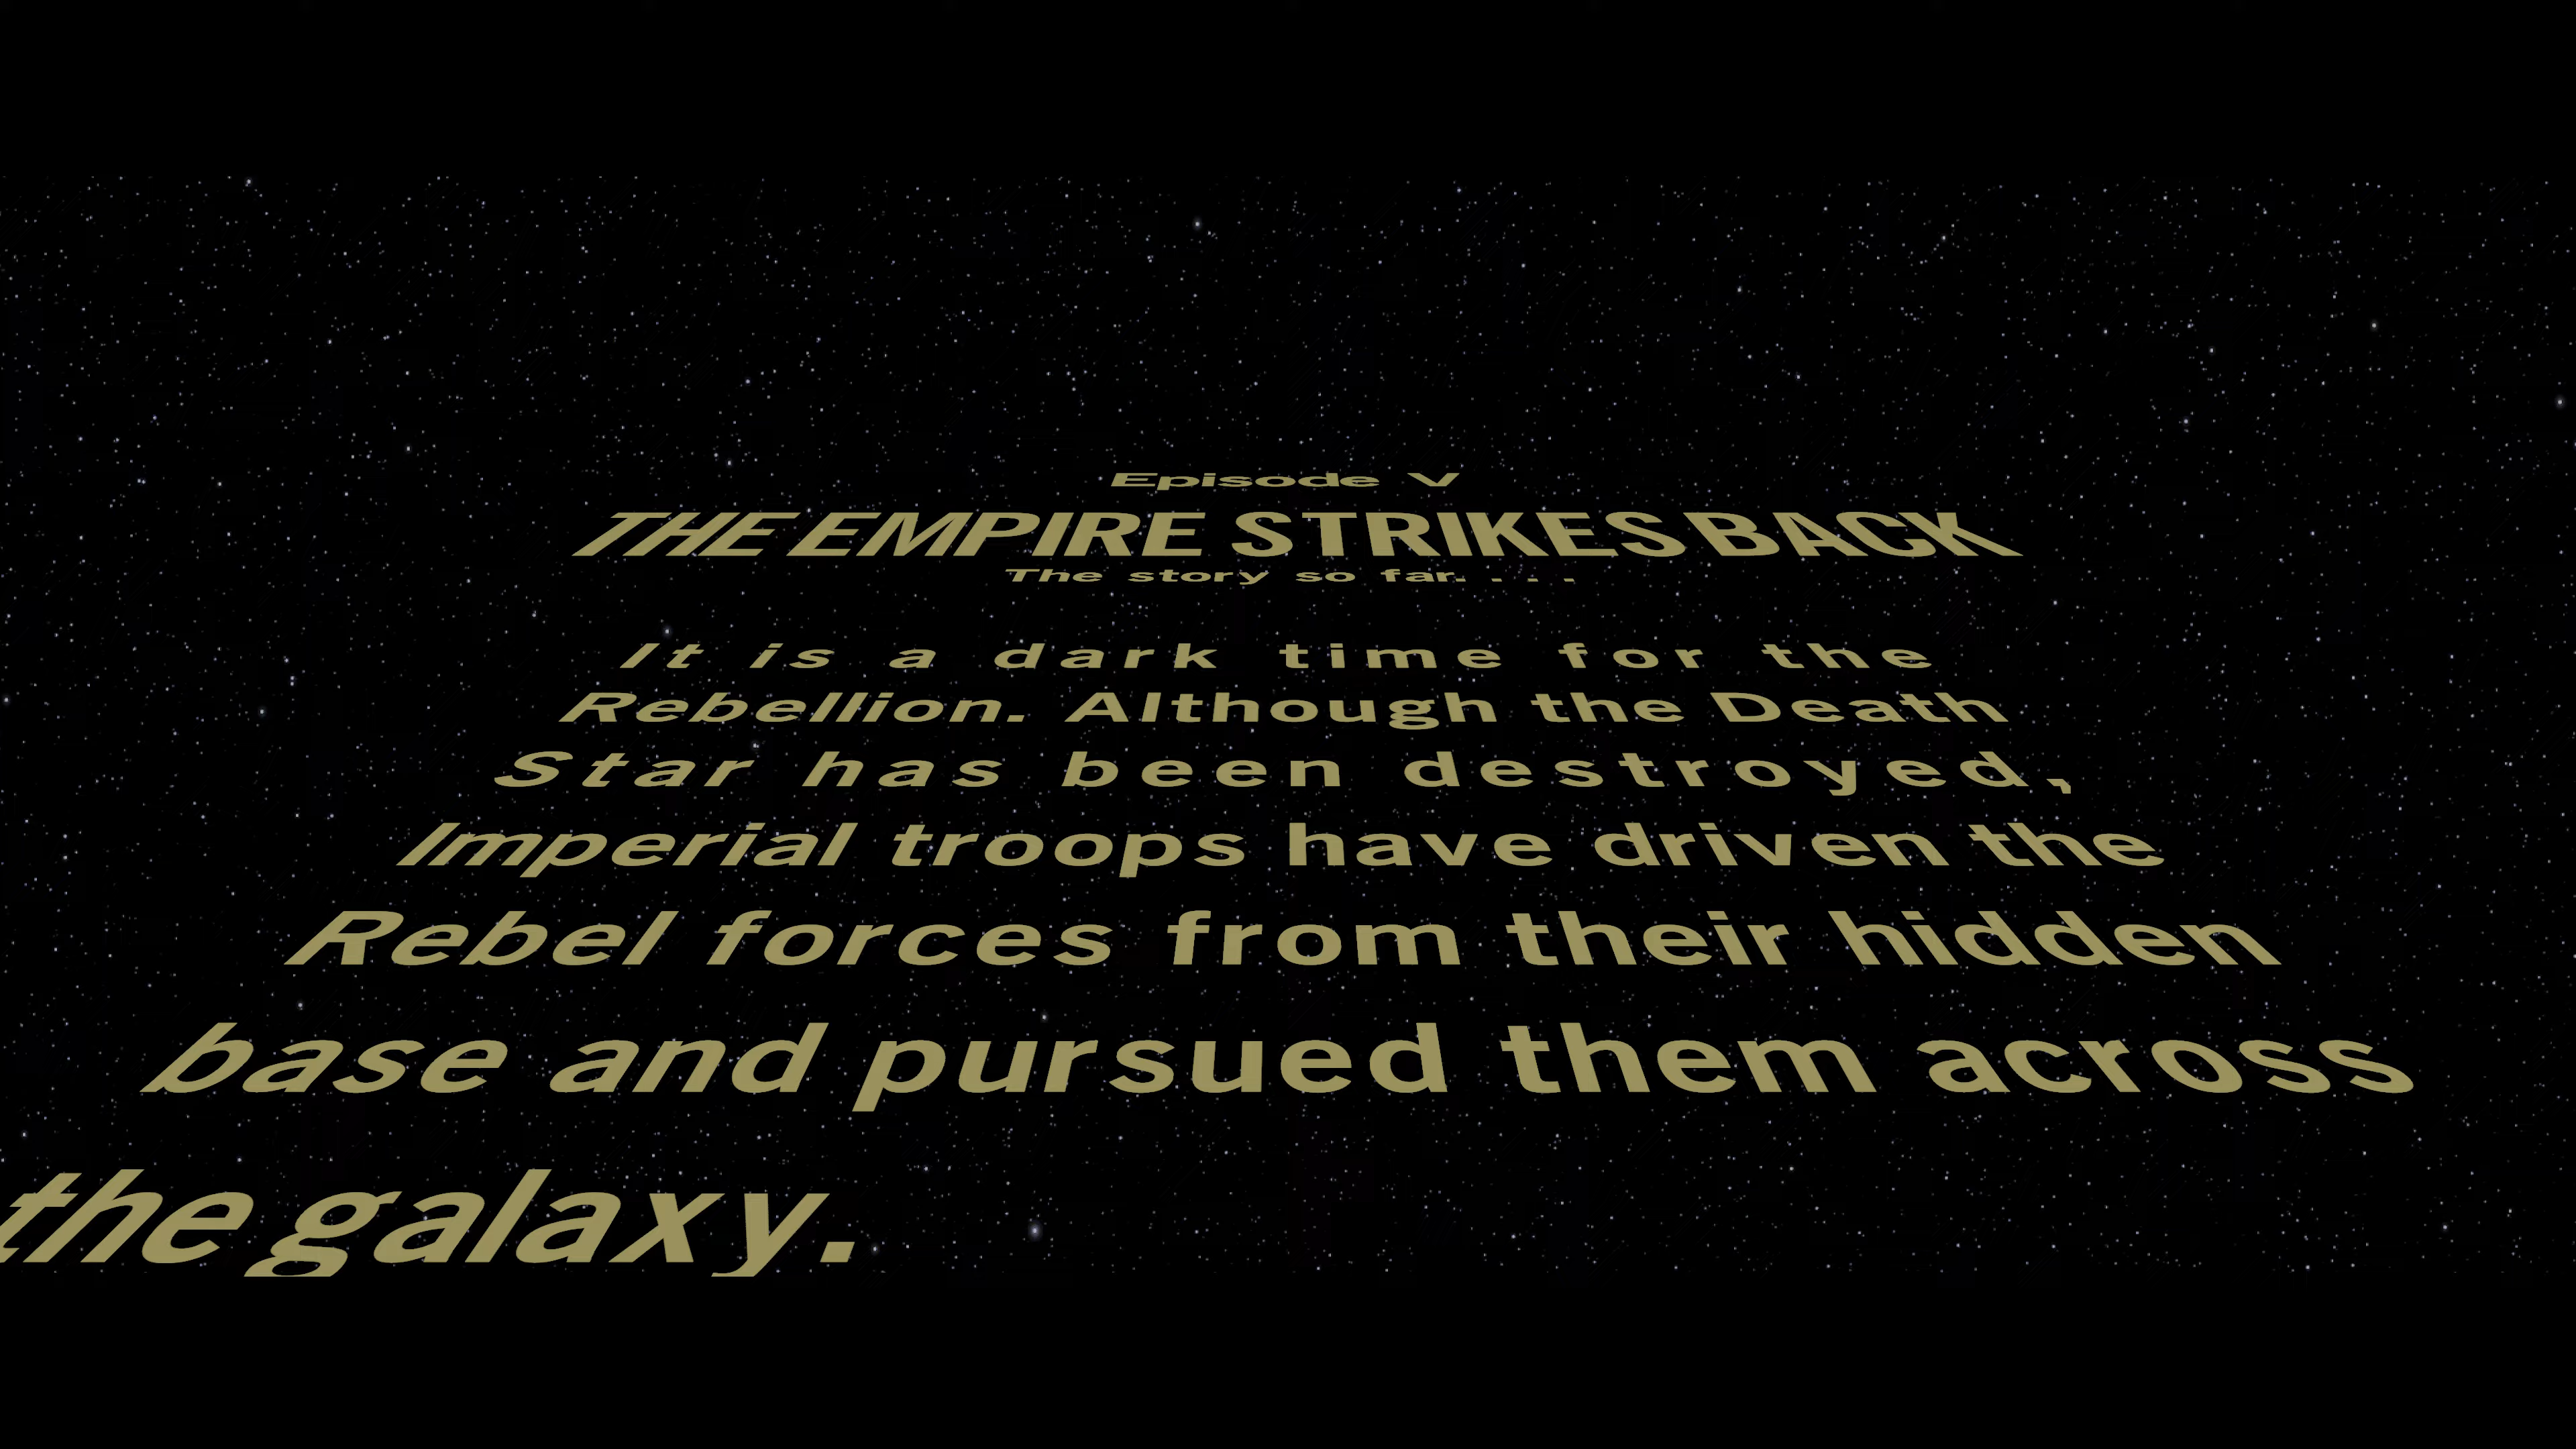 Episode V
THE EMPIRE STRIKES BACK
The story so far. . . .
It is a dark time for the
Rebellion. Although the Death
Star has been destroyed,
Imperial troops have driven the
Rebel forces from their hidden
base and pursued them across
the galaxy.